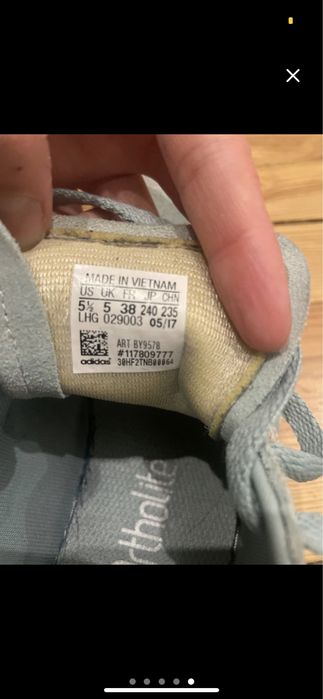 MADE IN VIETNAM
US UK FR JP CHN
5½ 5 38 240 235
LHG 029003 05/17
ART BY9578
#117809777
adidas
ortholite